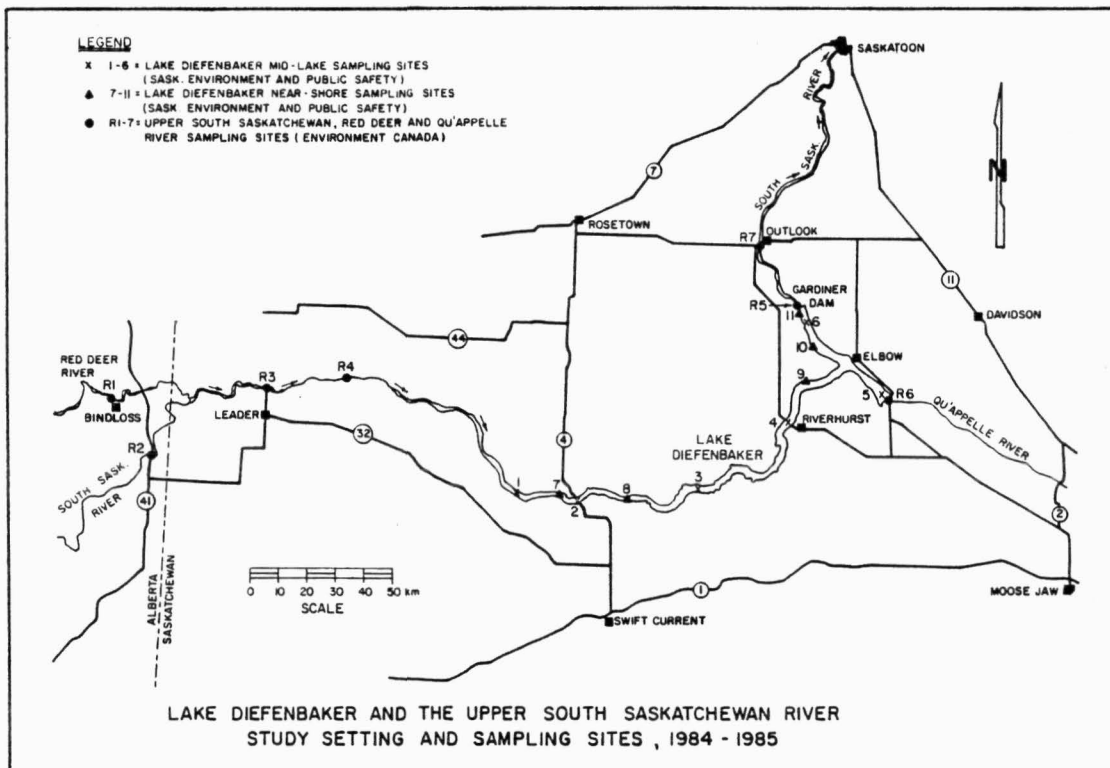 LEGEND
x 1-6 = LAKE DIEFENBAKER MID-LAKE SAMPLING SITES
(SASK. ENVIRONMENT AND PUBLIC SAFETY)
▲ 7-11 = LAKE DIEFENBAKER NEAR-SHORE SAMPLING SITES
(SASK. ENVIRONMENT AND PUBLIC SAFETY)
● R1-7 = UPPER SOUTH SASKATCHEWAN, RED DEER AND QU'APPELLE
RIVER SAMPLING SITES (ENVIRONMENT CANADA)
SASKATOON
SOUTH SASK RIVER
N
7
ROSETOWN
R7
OUTLOOK
11
R5
GARDINER
DAM
11
6
DAVIDSON
44
10
ELBOW
RED DEER
RIVER
R1
BINDLOSS
R3
R4
9
5
R6
LEADER
4
RIVERHURST
QU'APPELLE RIVER
R2
32
4
LAKE
DIEFENBAKER
SOUTH SASK.
RIVER
41
1
7
2
8
3
2
ALBERTA
SASKATCHEWAN
0 10 20 30 40 50 km
SCALE
1
MOOSE JAW
SWIFT CURRENT
LAKE DIEFENBAKER AND THE UPPER SOUTH SASKATCHEWAN RIVER
STUDY SETTING AND SAMPLING SITES, 1984-1985